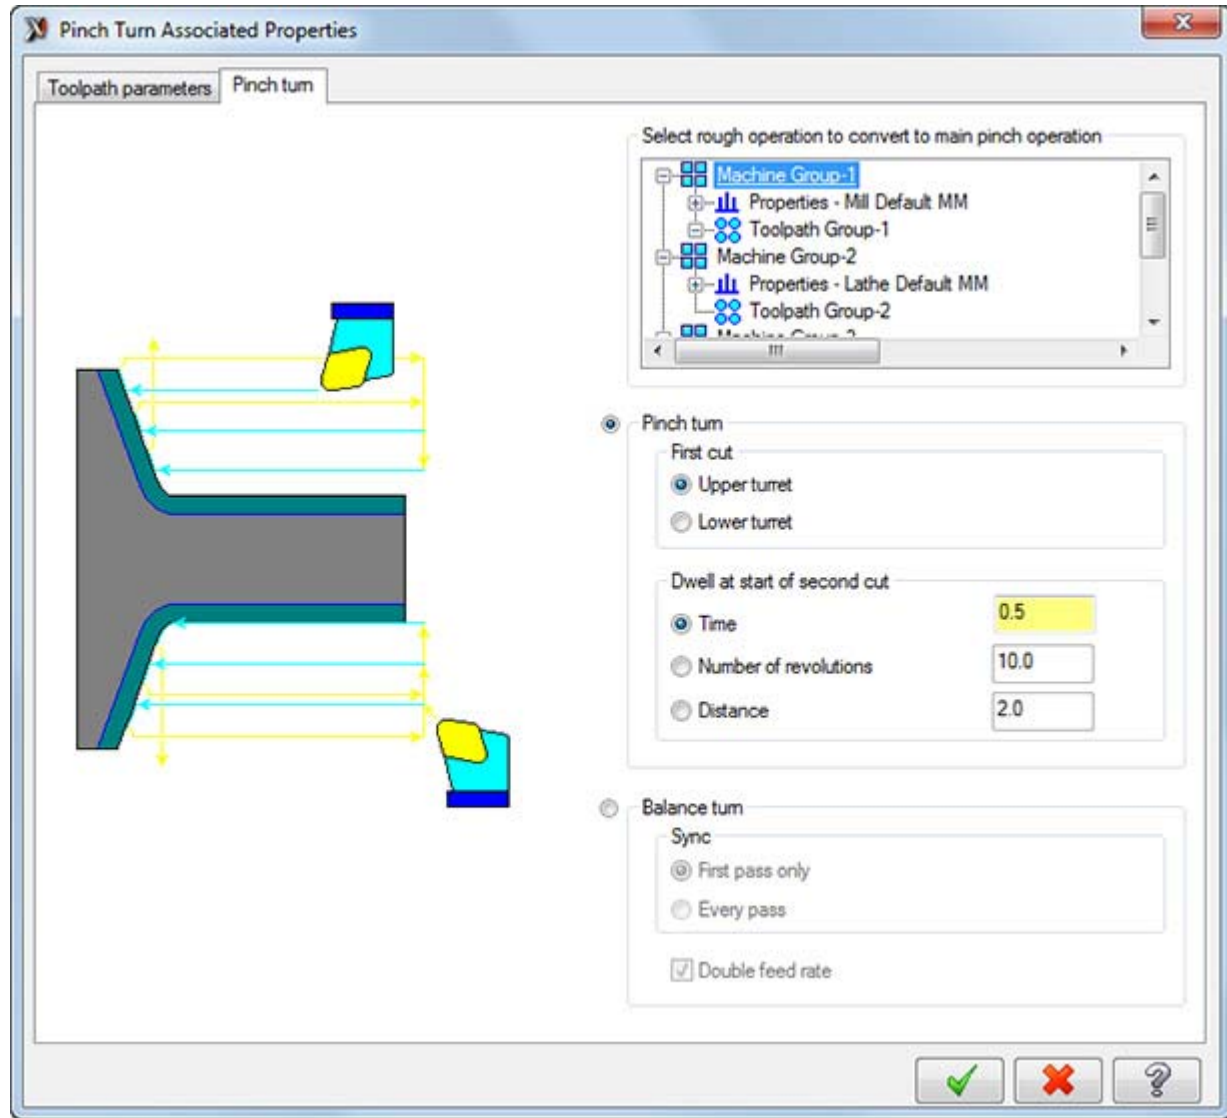 Pinch Turn Associated Properties
Toolpath parameters
Pinch turn
Select rough operation to convert to main pinch operation
Machine Group-1
Properties - Mill Default MM
Toolpath Group-1
Machine Group-2
Properties - Lathe Default MM
Toolpath Group-2
Pinch turn
First cut
Upper turret
Lower turret
Dwell at start of second cut
Time
0.5
Number of revolutions
10.0
Distance
2.0
Balance turn
Sync
First pass only
Every pass
Double feed rate